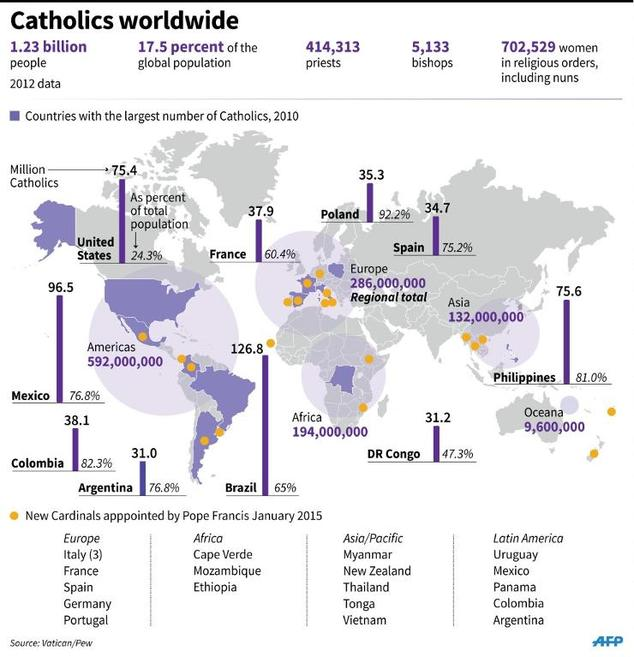 Catholics worldwide
1.23 billion
people
2012 data
17.5 percent of the
global population
414,313
priests
5,133
bishops
702,529 women
in religious orders,
including nuns
Countries with the largest number of Catholics, 2010
Million
Catholics
75.4
As percent
of total
population
United
States
24.3%
37.9
France
60.4%
35.3
Poland
92.2%
34.7
Spain
75.2%
Europe
286,000,000
Regional total
96.5
Mexico
76.8%
Americas
592,000,000
126.8
Brazil
65%
Asia
132,000,000
75.6
Philippines
81.0%
38.1
Colombia
82.3%
31.0
Argentina
76.8%
Africa
194,000,000
31.2
DR Congo
47.3%
Oceana
9,600,000
New Cardinals apppointed by Pope Francis January 2015
Europe
Italy (3)
France
Spain
Germany
Portugal
Africa
Cape Verde
Mozambique
Ethiopia
Asia/Pacific
Myanmar
New Zealand
Thailand
Tonga
Vietnam
Latin America
Uruguay
Mexico
Panama
Colombia
Argentina
Source: Vatican/Pew
AFP